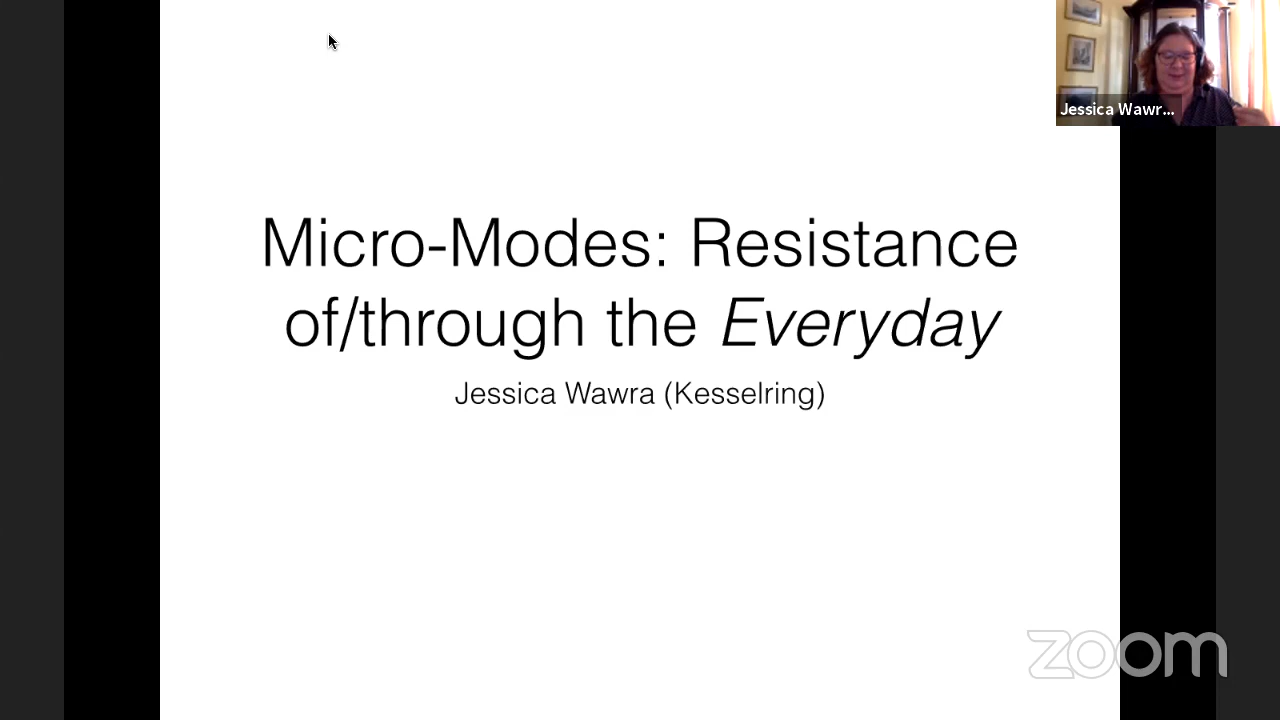 Jessica Wawr...
Micro-Modes: Resistance
of/through the Everyday
Jessica Wawra (Kesselring)
zoom